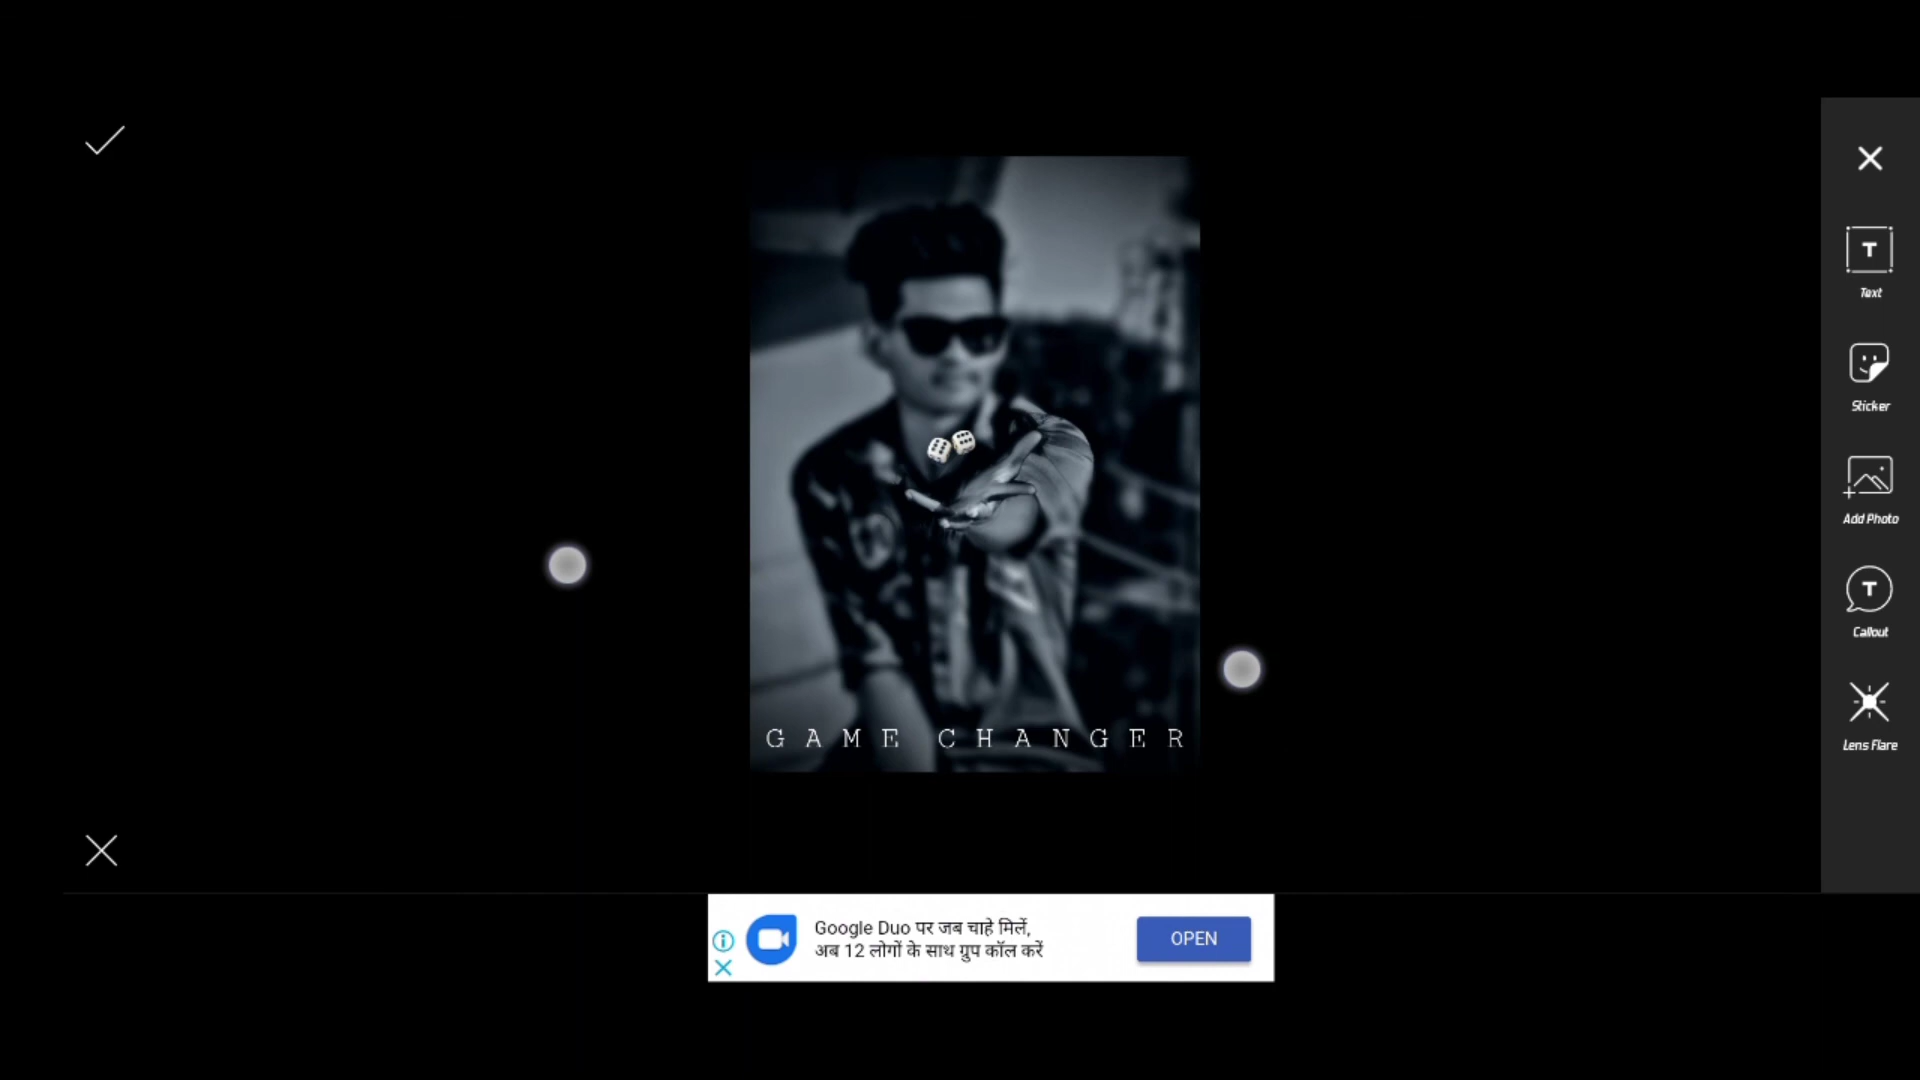 Text
Sticker
Add Photo
Callout
Lens Flare
GAME CHANGER
Google Duo पर जब चाहे मिलें,
अब 12 लोगों के साथ ग्रुप कॉल करें
OPEN